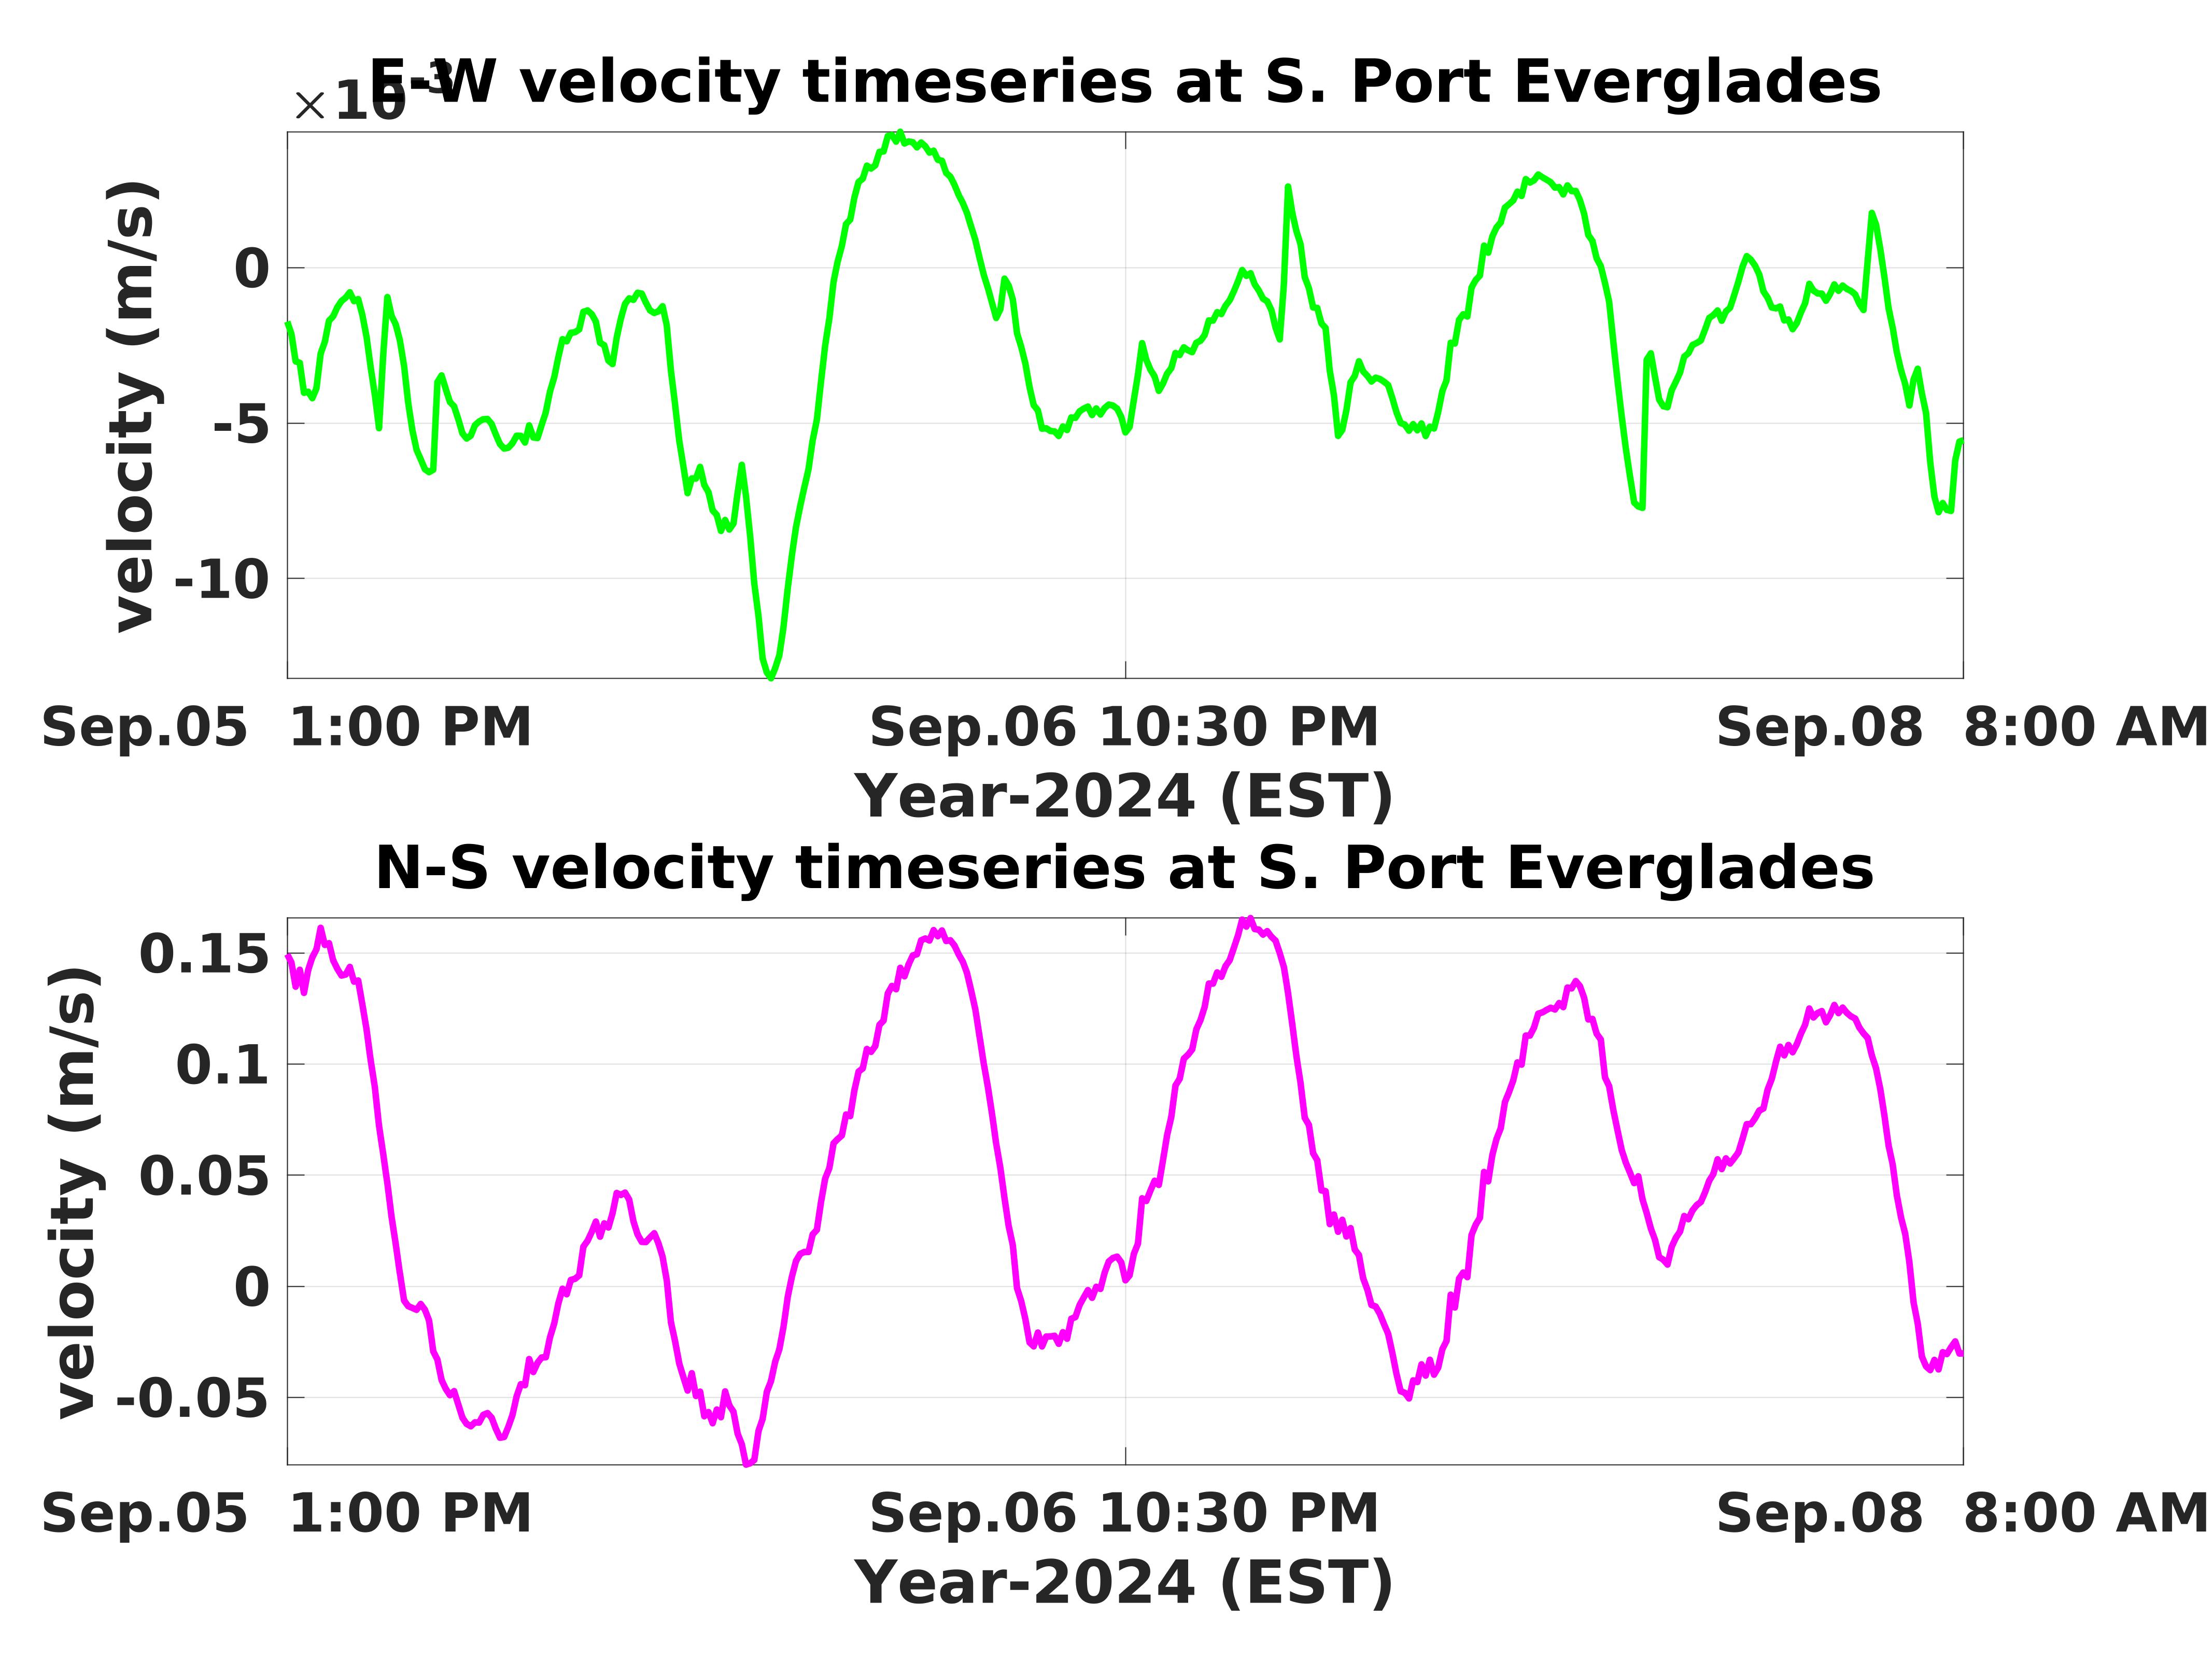 E-W velocity timeseries at S. Port Everglades
×10-3
velocity (m/s)
0
-5
-10
Sep.05 1:00 PM
Sep.06 10:30 PM
Sep.08 8:00 AM
Year-2024 (EST)
N-S velocity timeseries at S. Port Everglades
velocity (m/s)
0.15
0.1
0.05
0
-0.05
Sep.05 1:00 PM
Sep.06 10:30 PM
Sep.08 8:00 AM
Year-2024 (EST)